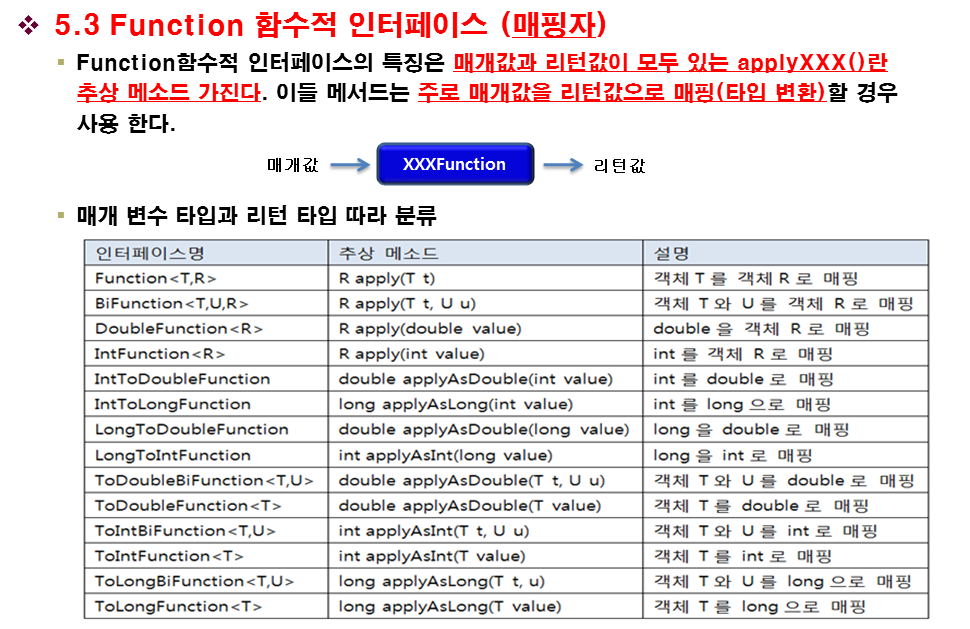 ❖ 5.3 Function 함수적 인터페이스 (매핑자)
▪ Function함수적 인터페이스의 특징은 매개값과 리턴값이 모두 있는 applyXXX()란
추상 메소드 가진다. 이들 메서드는 주로 매개값을 리턴값으로 매핑(타입 변환)할 경우
사용 한다.
매개값 XXXFunction 리턴값
▪ 매개 변수 타입과 리턴 타입 따라 분류
인터페이스명 추상 메소드 설명
Function<T,R> R apply(T t) 객체 T 를 객체 R 로 매핑
BiFunction<T,U,R> R apply(T t, U u) 객체 T 와 U 를 객체 R 로 매핑
DoubleFunction<R> R apply(double value) double 을 객체 R 로 매핑
IntFunction<R> R apply(int value) int 를 객체 R 로 매핑
IntToDoubleFunction double applyAsDouble(int value) int 를 double 로 매핑
IntToLongFunction long applyAsLong(int value) int 를 long 으로 매핑
LongToDoubleFunction double applyAsDouble(long value) long 을 double 로 매핑
LongToIntFunction int applyAsInt(long value) long 을 int 로 매핑
ToDoubleBiFunction<T,U> double applyAsDouble(T t, U u) 객체 T 와 U 를 double 로 매핑
ToDoubleFunction<T> double applyAsDouble(T value) 객체 T 를 double 로 매핑
ToIntBiFunction<T,U> int applyAsInt(T t, U u) 객체 T 와 U 를 int 로 매핑
ToIntFunction<T> int applyAsInt(T value) 객체 T 를 int 로 매핑
ToLongBiFunction<T,U> long applyAsLong(T t, u) 객체 T 와 U 를 long 으로 매핑
ToLongFunction<T> long applyAsLong(T value) 객체 T 를 long 으로 매핑